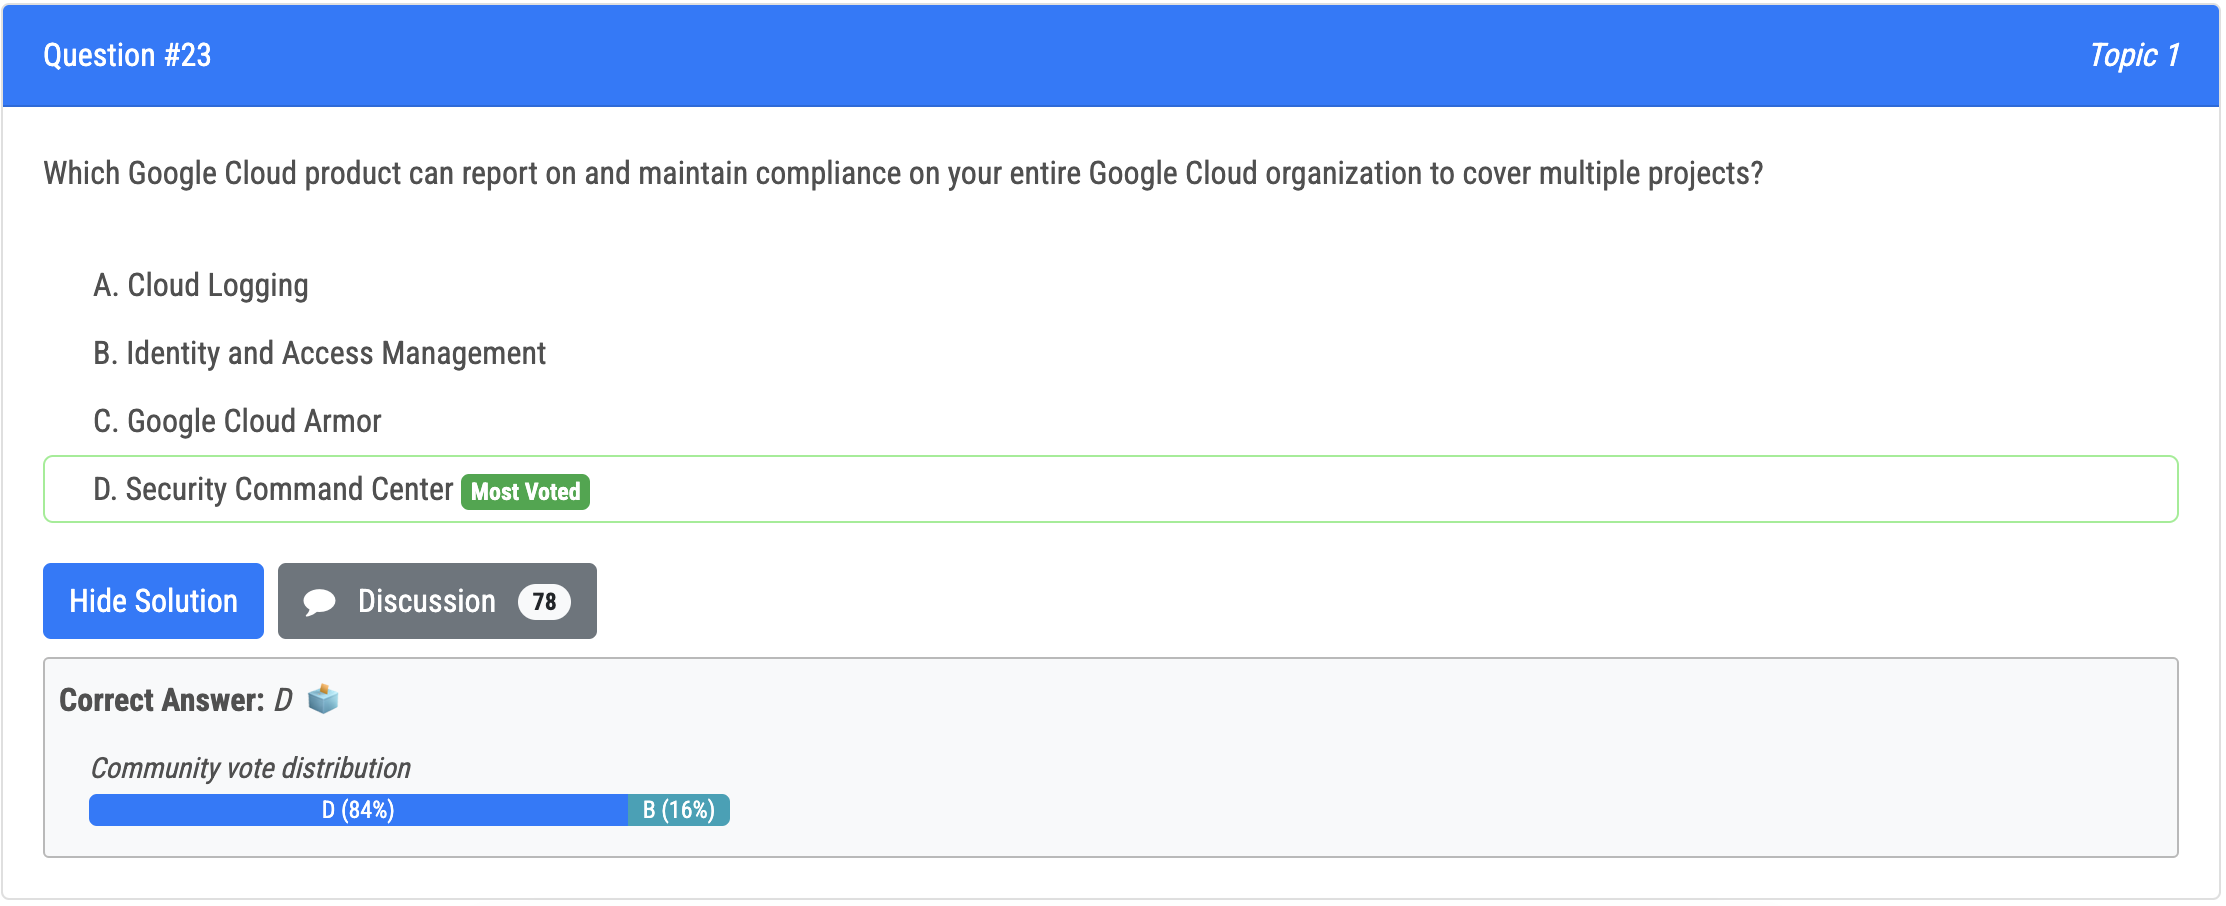 Question #23
Topic 1
Which Google Cloud product can report on and maintain compliance on your entire Google Cloud organization to cover multiple projects?
A. Cloud Logging
B. Identity and Access Management
C. Google Cloud Armor
D. Security Command Center Most Voted
Hide Solution
Discussion 78
Correct Answer: D
Community vote distribution
D (84%) B (16%)